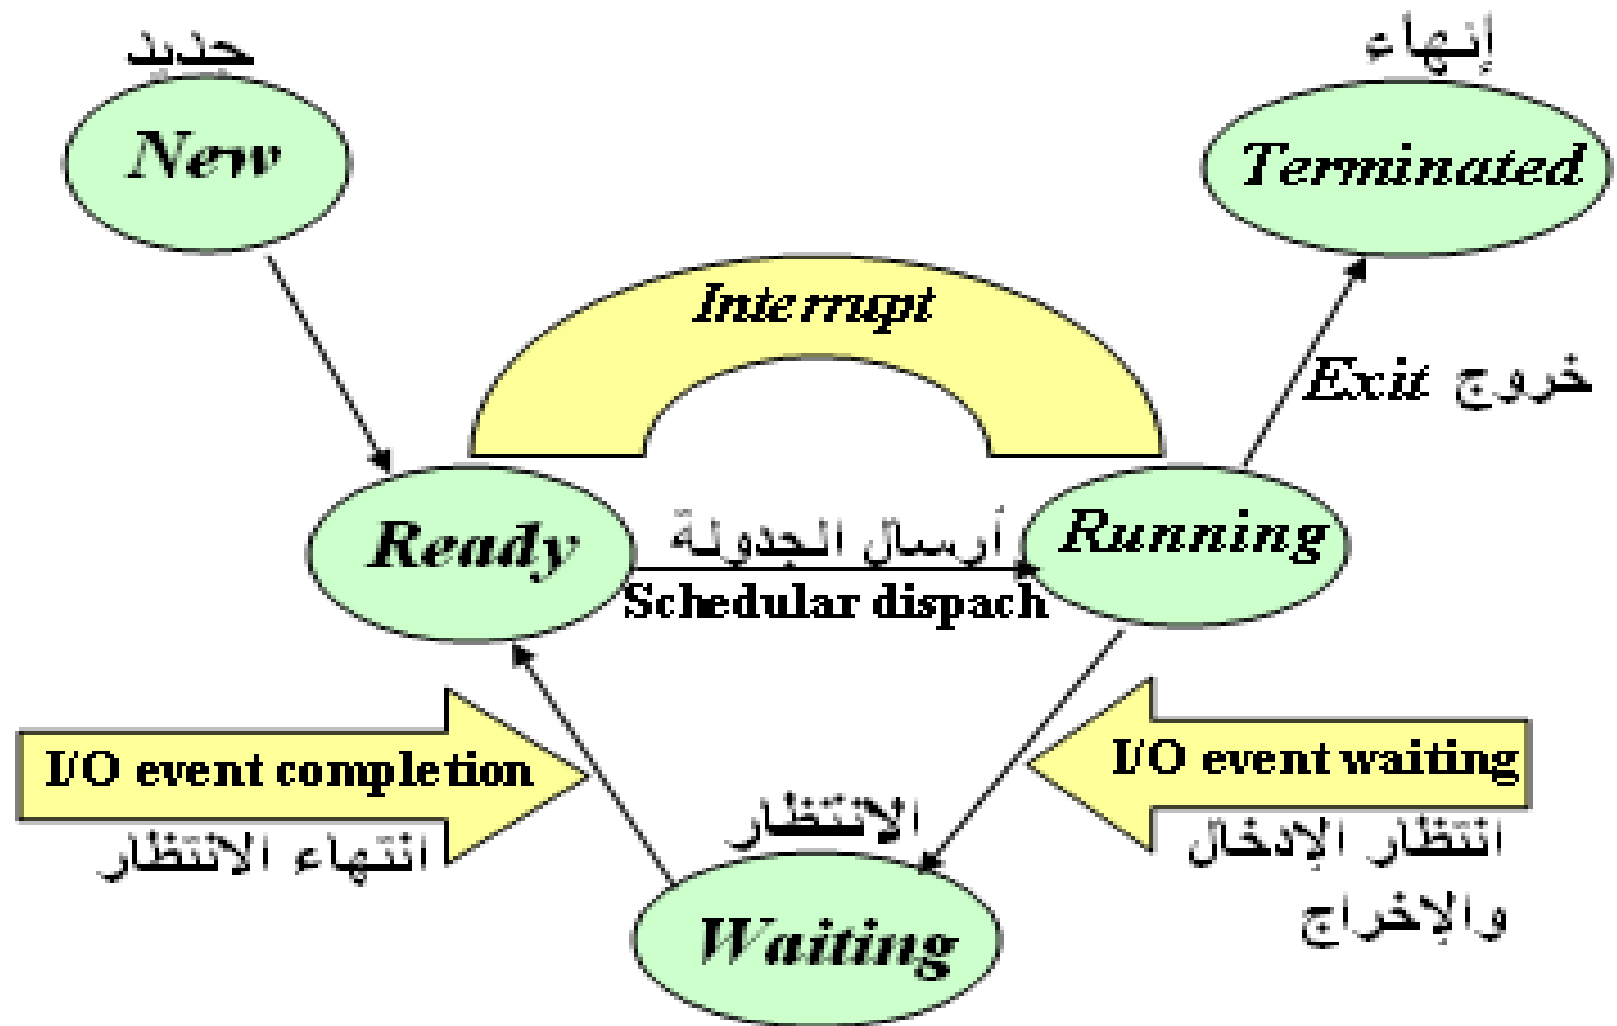 جديد
إنهاء
New
Terminated
Interrupt
Exit خروج
Ready
أرسال الجدولة
Running
Schedular dispach
I/O event completion
I/O event waiting
انتهاء الانتظار
الانتظار
انتظار الإدخال
والإخراج
Waiting